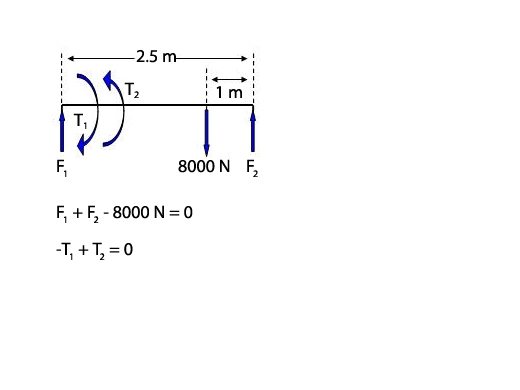 2.5 m
1 m
T₂
T₁
F₁ 8000 N F₂
F₁ + F₂ - 8000 N = 0
-T₁ + T₂ = 0